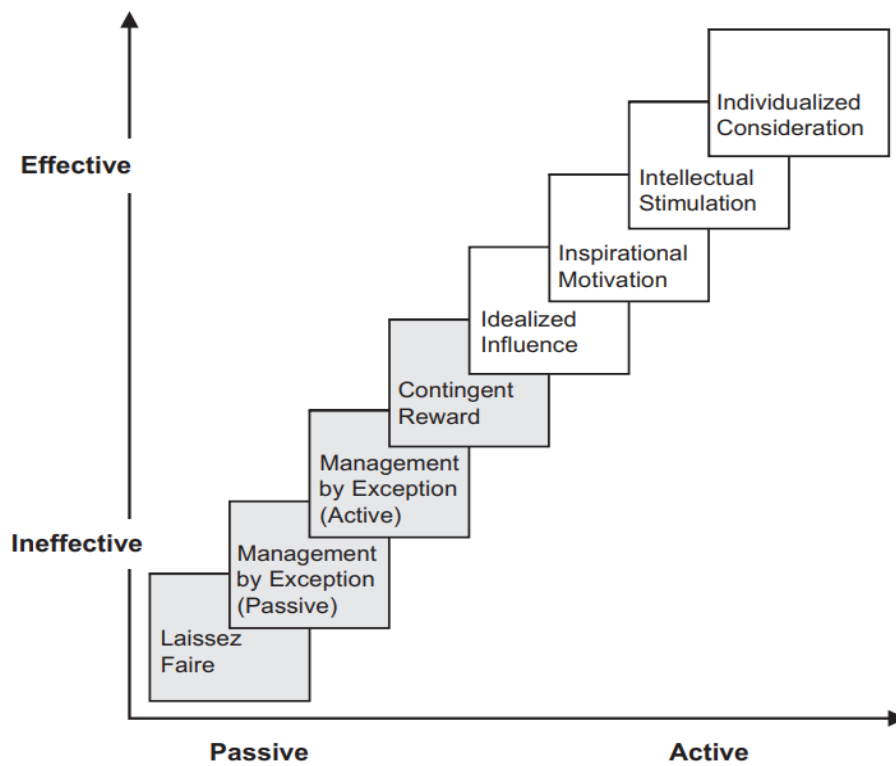 Individualized
Consideration
Effective
Intellectual
Stimulation
Inspirational
Motivation
Idealized
Influence
Contingent
Reward
Management
by Exception
(Active)
Ineffective
Management
by Exception
(Passive)
Laissez
Faire
Passive
Active